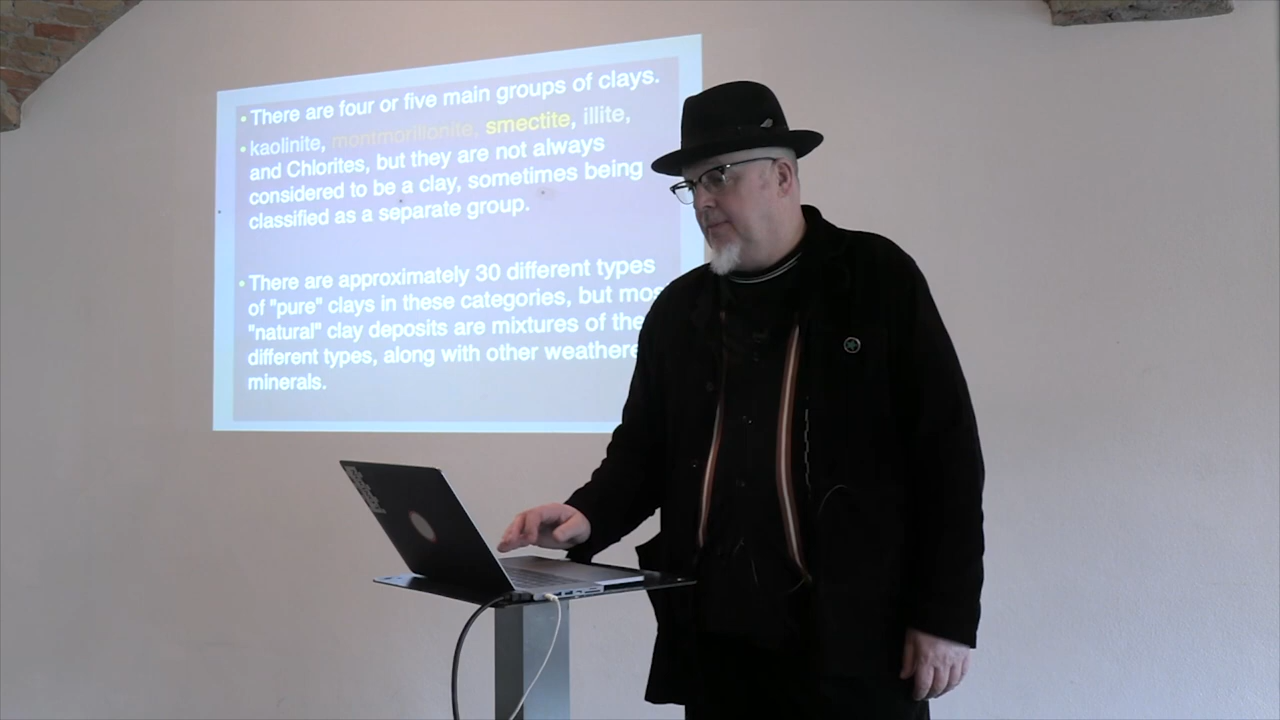 • There are four or five main groups of clays.
• kaolinite, montmorillonite, smectite, illite,
and Chlorites, but they are not always
considered to be a clay, sometimes being
classified as a separate group.
• There are approximately 30 different types
of "pure" clays in these categories, but
"natural" clay deposits are mixtures of
different types, along with other
minerals.